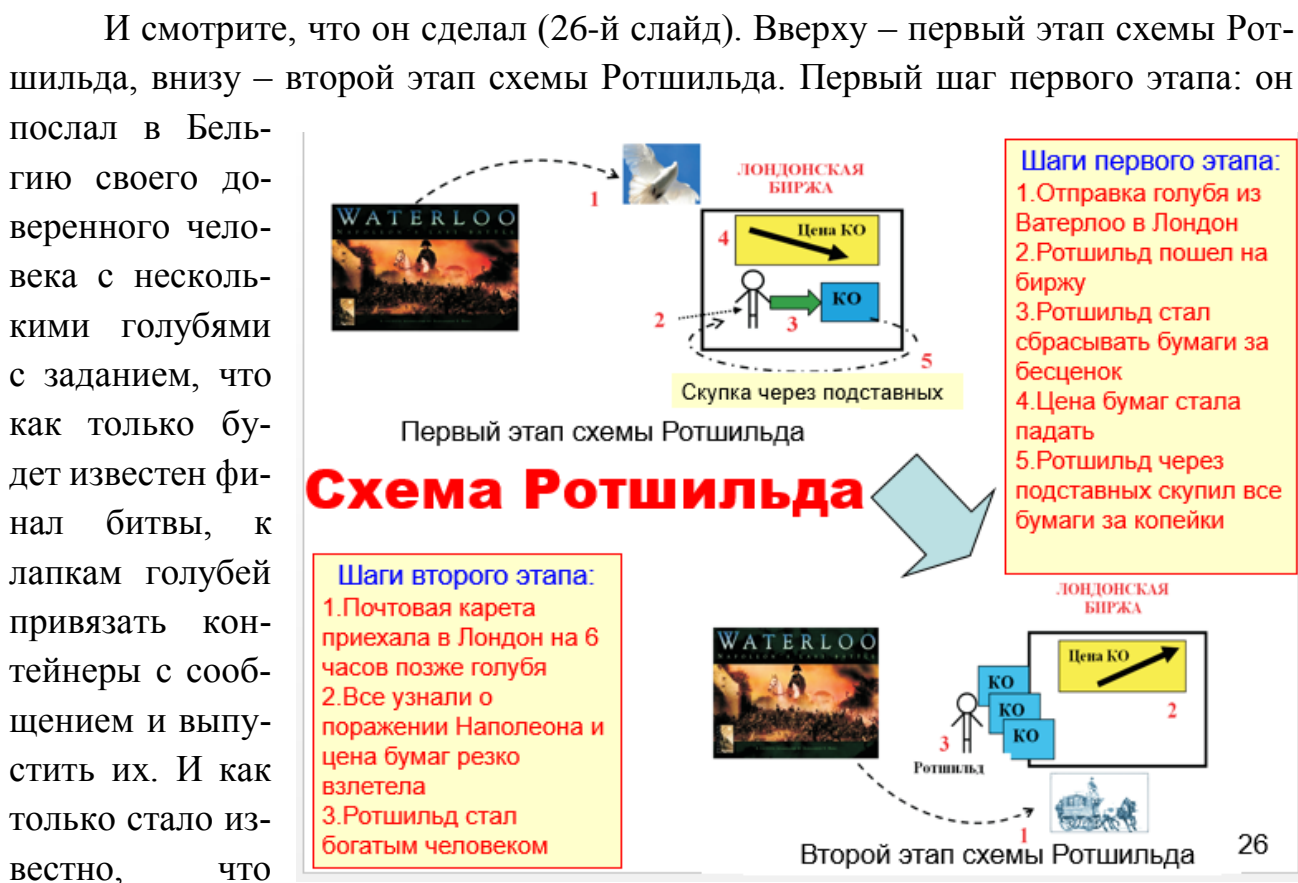 И смотрите, что он сделал (26-й слайд). Вверху – первый этап схемы Рот-
шильда, внизу – второй этап схемы Ротшильда. Первый шаг первого этапа: он
послал в Бель-
гию своего до-
веренного чело-
века с несколь-
кими голубями
с заданием, что
как только бу-
дет известен фи-
нал битвы, к
лапкам голубей
привязать кон-
тейнеры с сооб-
щением и выпу-
стить их. И как
только стало из-
вестно, что
WATERLOO
1
ЛОНДОНСКАЯ
БИРЖА
4
Цена КО
КО
2
3
5
Скупка через подставных
Первый этап схемы Ротшильда
Шаги первого этапа:
1.Отправка голубя из
Ватерлоо в Лондон
2.Ротшильд пошел на
биржу
3.Ротшильд стал
сбрасывать бумаги за
бесценок
4.Цена бумаг стала
падать
5.Ротшильд через
подставных скупил все
бумаги за копейки
Схема Ротшильда
Шаги второго этапа:
1.Почтовая карета
приехала в Лондон на 6
часов позже голубя
2.Все узнали о
поражении Наполеона и
цена бумаг резко
взлетела
3.Ротшильд стал
богатым человеком
WATERLOO
ЛОНДОНСКАЯ
БИРЖА
Цена КО
2
КО
КО
КО
3
Ротшильд
1
Второй этап схемы Ротшильда
26